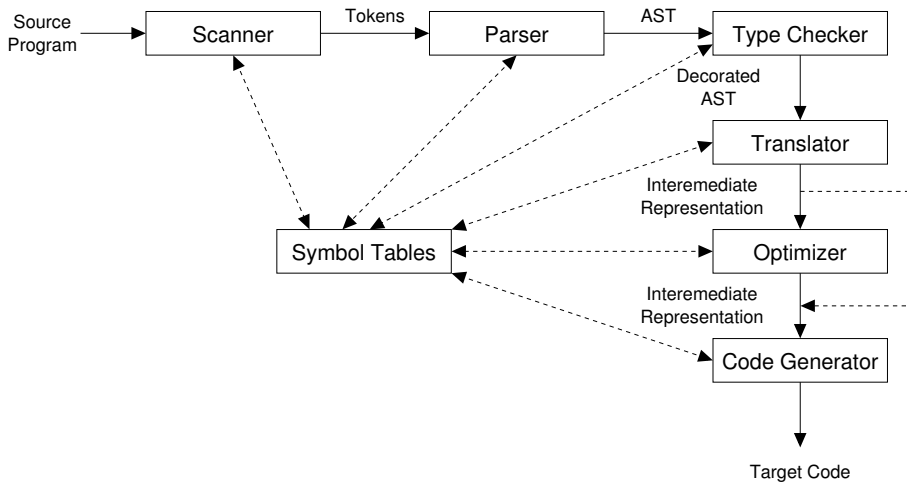 Source
Program
Scanner
Tokens
Parser
AST
Type Checker
Decorated
AST
Translator
Interemediate
Representation
Symbol Tables
Optimizer
Interemediate
Representation
Code Generator
Target Code